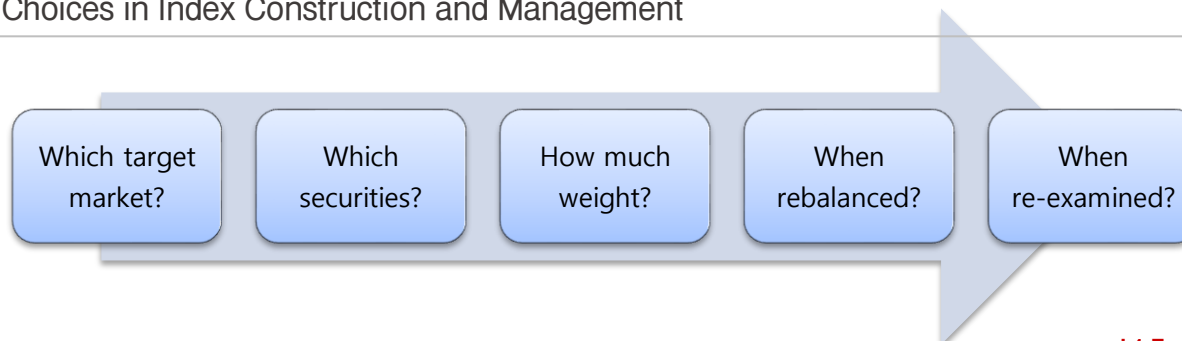 Choices in Index Construction and Management
Which target
market?
Which
securities?
How much
weight?
When
rebalanced?
When
re-examined?